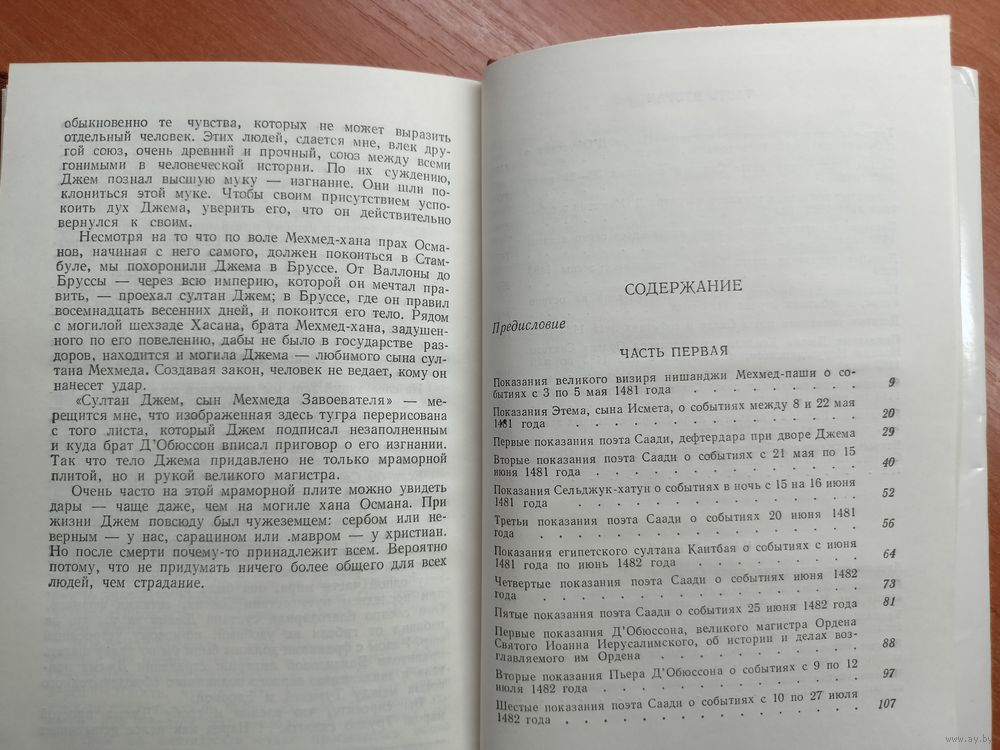 обыкновенно те чувства, которых не может выразить
отдельный человек. Этих людей, сдается мне, влек дру-
гой союз, очень древний и прочный, союз между всеми
гонимыми в человеческой истории. По их суждению,
Джем познал высшую муку — изгнание. Они шли по-
клониться этой муке. Чтобы своим присутствием успо-
коить дух Джема, уверить его, что он действительно
вернулся к своим.
Несмотря на то что по воле Мехмед-хана прах Осма-
нов, начиная с него самого, должен покоиться в Стам-
буле, мы похоронили Джема в Бруссе. От Валлоны до
Бруссы — через всю империю, которой он мечтал пра-
вить, — проехал султан Джем; в Бруссе, где он правил
восемнадцать весенних дней, и покоится его тело. Рядом
с могилой шехзаде Хасана, брата Мехмед-хана, задушен-
ного по его повелению, дабы не было в государстве раз-
доров, находится и могила Джема — любимого сына сул-
тана Мехмеда. Создавая закон, человек не ведает, кому он
нанесет удар.
«Султан Джем, сын Мехмеда Завоевателя» — ме-
рещится мне, что изображенная здесь тугра перерисована
с того листа, который Джем подписал незаполненным
и куда брат Д'Обюссон вписал приговор о его изгнании.
Так что тело Джема придавлено не только мраморной
плитой, но и рукой великого магистра.
Очень часто на этой мраморной плите можно увидеть
дары — чаще даже, чем на могиле хана Османа. При
жизни Джем повсюду был чужеземцем: сербом или не-
верным — у нас, сарацином или .мавром — у христиан.
Но после смерти почему-то принадлежит всем. Вероятно
потому, что не придумать ничего более общего для всех
людей, чем страдание.
СОДЕРЖАНИЕ
Предисловие
ЧАСТЬ ПЕРВАЯ
Показания великого визиря нишанджи Мехмед-паши о со-
бытиях с 3 по 5 мая 1481 года . . . . . . . . . 9
Показания Этема, сына Исмета, о событиях между 8 и 22 мая
1481 года . . . . . . . . . . . . . . . 20
Первые показания поэта Саади, дефтердара при дворе Джема 29
Вторые показания поэта Саади о событиях с 21 мая по 15
июня 1481 года . . . . . . . . . . . . . 40
Показания Сельджук-хатун о событиях в ночь с 15 на 16 июня
1481 года . . . . . . . . . . . . . . . 52
Третьи показания поэта Саади о событиях 20 июня 1481
года . . . . . . . . . . . . . . . . 56
Показания египетского султана Каитбая о событиях с июня
1481 года по июнь 1482 года . . . . . . . . . 64
Четвертые показания поэта Саади о событиях июня 1482
года . . . . . . . . . . . . . . . . 73
Пятые показания поэта Саади о событиях 25 июня 1482 года 81
Первые показания Д'Обюссона, великого магистра Ордена
Святого Иоанна Иерусалимского, об истории и делах воз-
главляемого им Ордена . . . . . . . . . . 88
Вторые показания Пьера Д'Обюссона о событиях с 9 по 12
июля 1482 года . . . . . . . . . . . . . 97
Шестые показания поэта Саади о событиях с 10 по 27 июля
1482 года . . . . . . . . . . . . . . . 107
www.ay.by